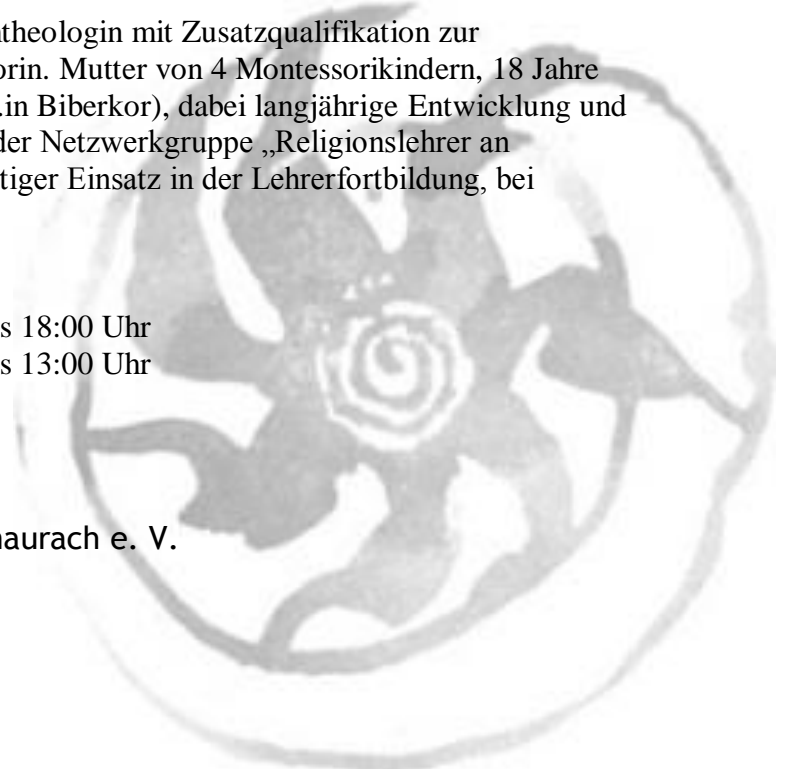 ntheologin mit Zusatzqualifikation zur
orin. Mutter von 4 Montessorikindern, 18 Jahre
.in Biberkor), dabei langjährige Entwicklung und
der Netzwerkgruppe „Religionslehrer an
tiger Einsatz in der Lehrerfortbildung, bei
s 18:00 Uhr
s 13:00 Uhr
naurach e. V.